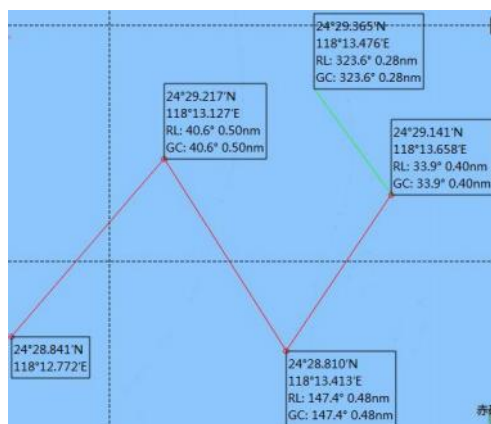 24°29.365'N
118°13.476'E
RL: 323.6° 0.28nm
GC: 323.6° 0.28nm
24°29.217'N
118°13.127'E
RL: 40.6° 0.50nm
GC: 40.6° 0.50nm
24°29.141'N
118°13.658'E
RL: 33.9° 0.40nm
GC: 33.9° 0.40nm
24°28.841'N
118°12.772'E
24°28.810'N
118°13.413'E
RL: 147.4° 0.48nm
GC: 147.4° 0.48nm
赤